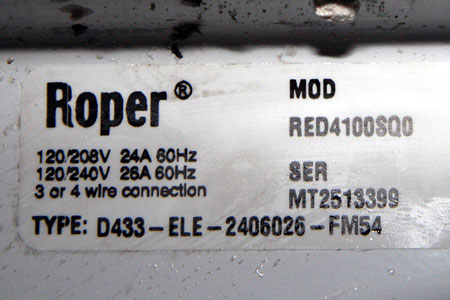 Roper®
MOD
RED4100SQ0
120/208V 24A 60Hz
120/240V 26A 60Hz
3 or 4 wire connection
SER
MT2513399
TYPE: D433-ELE-2406026-FM54